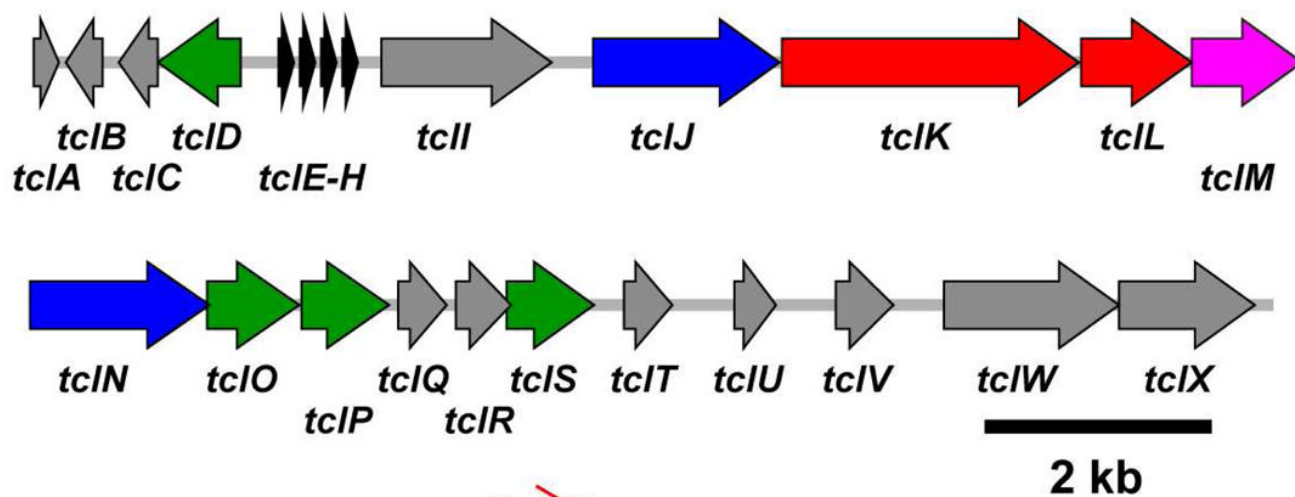 tclB tclD tclI tclJ tclK tclL
tclA tclC tclE-H tclM
tclN tclO tclQ tclS tclT tclU tclV tclW tclX
tclP tclR
2 kb